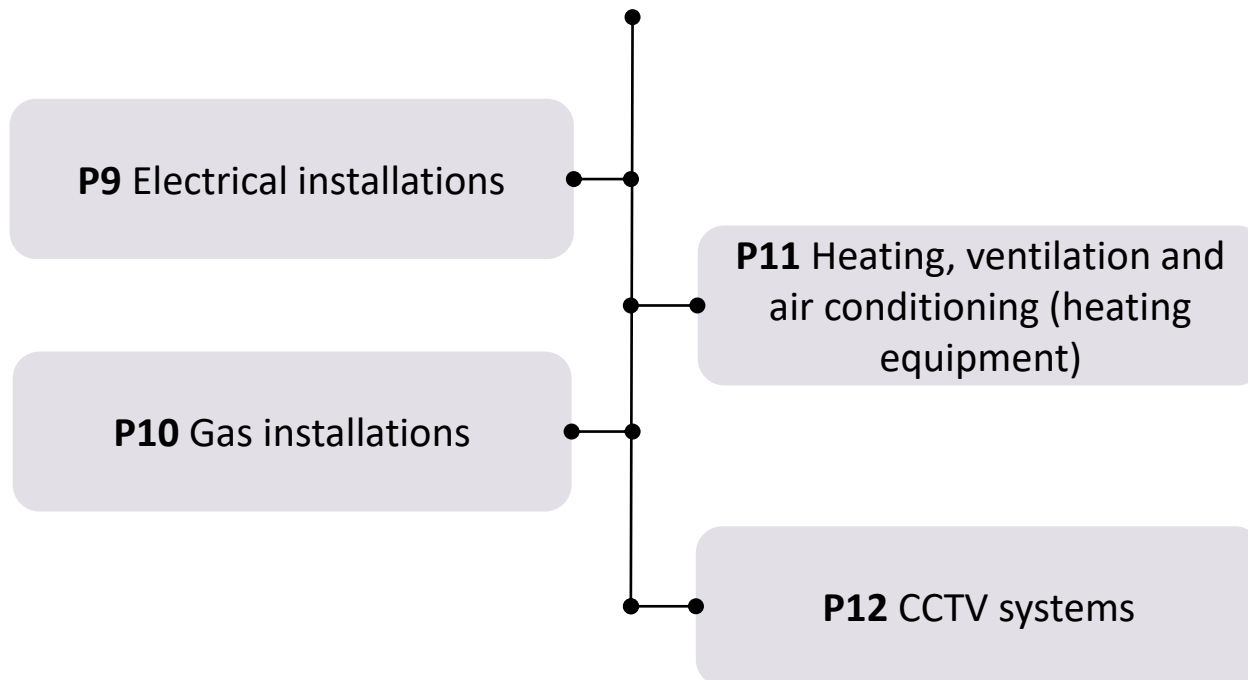 P9 Electrical installations
P11 Heating, ventilation and
air conditioning (heating
equipment)
P10 Gas installations
P12 CCTV systems